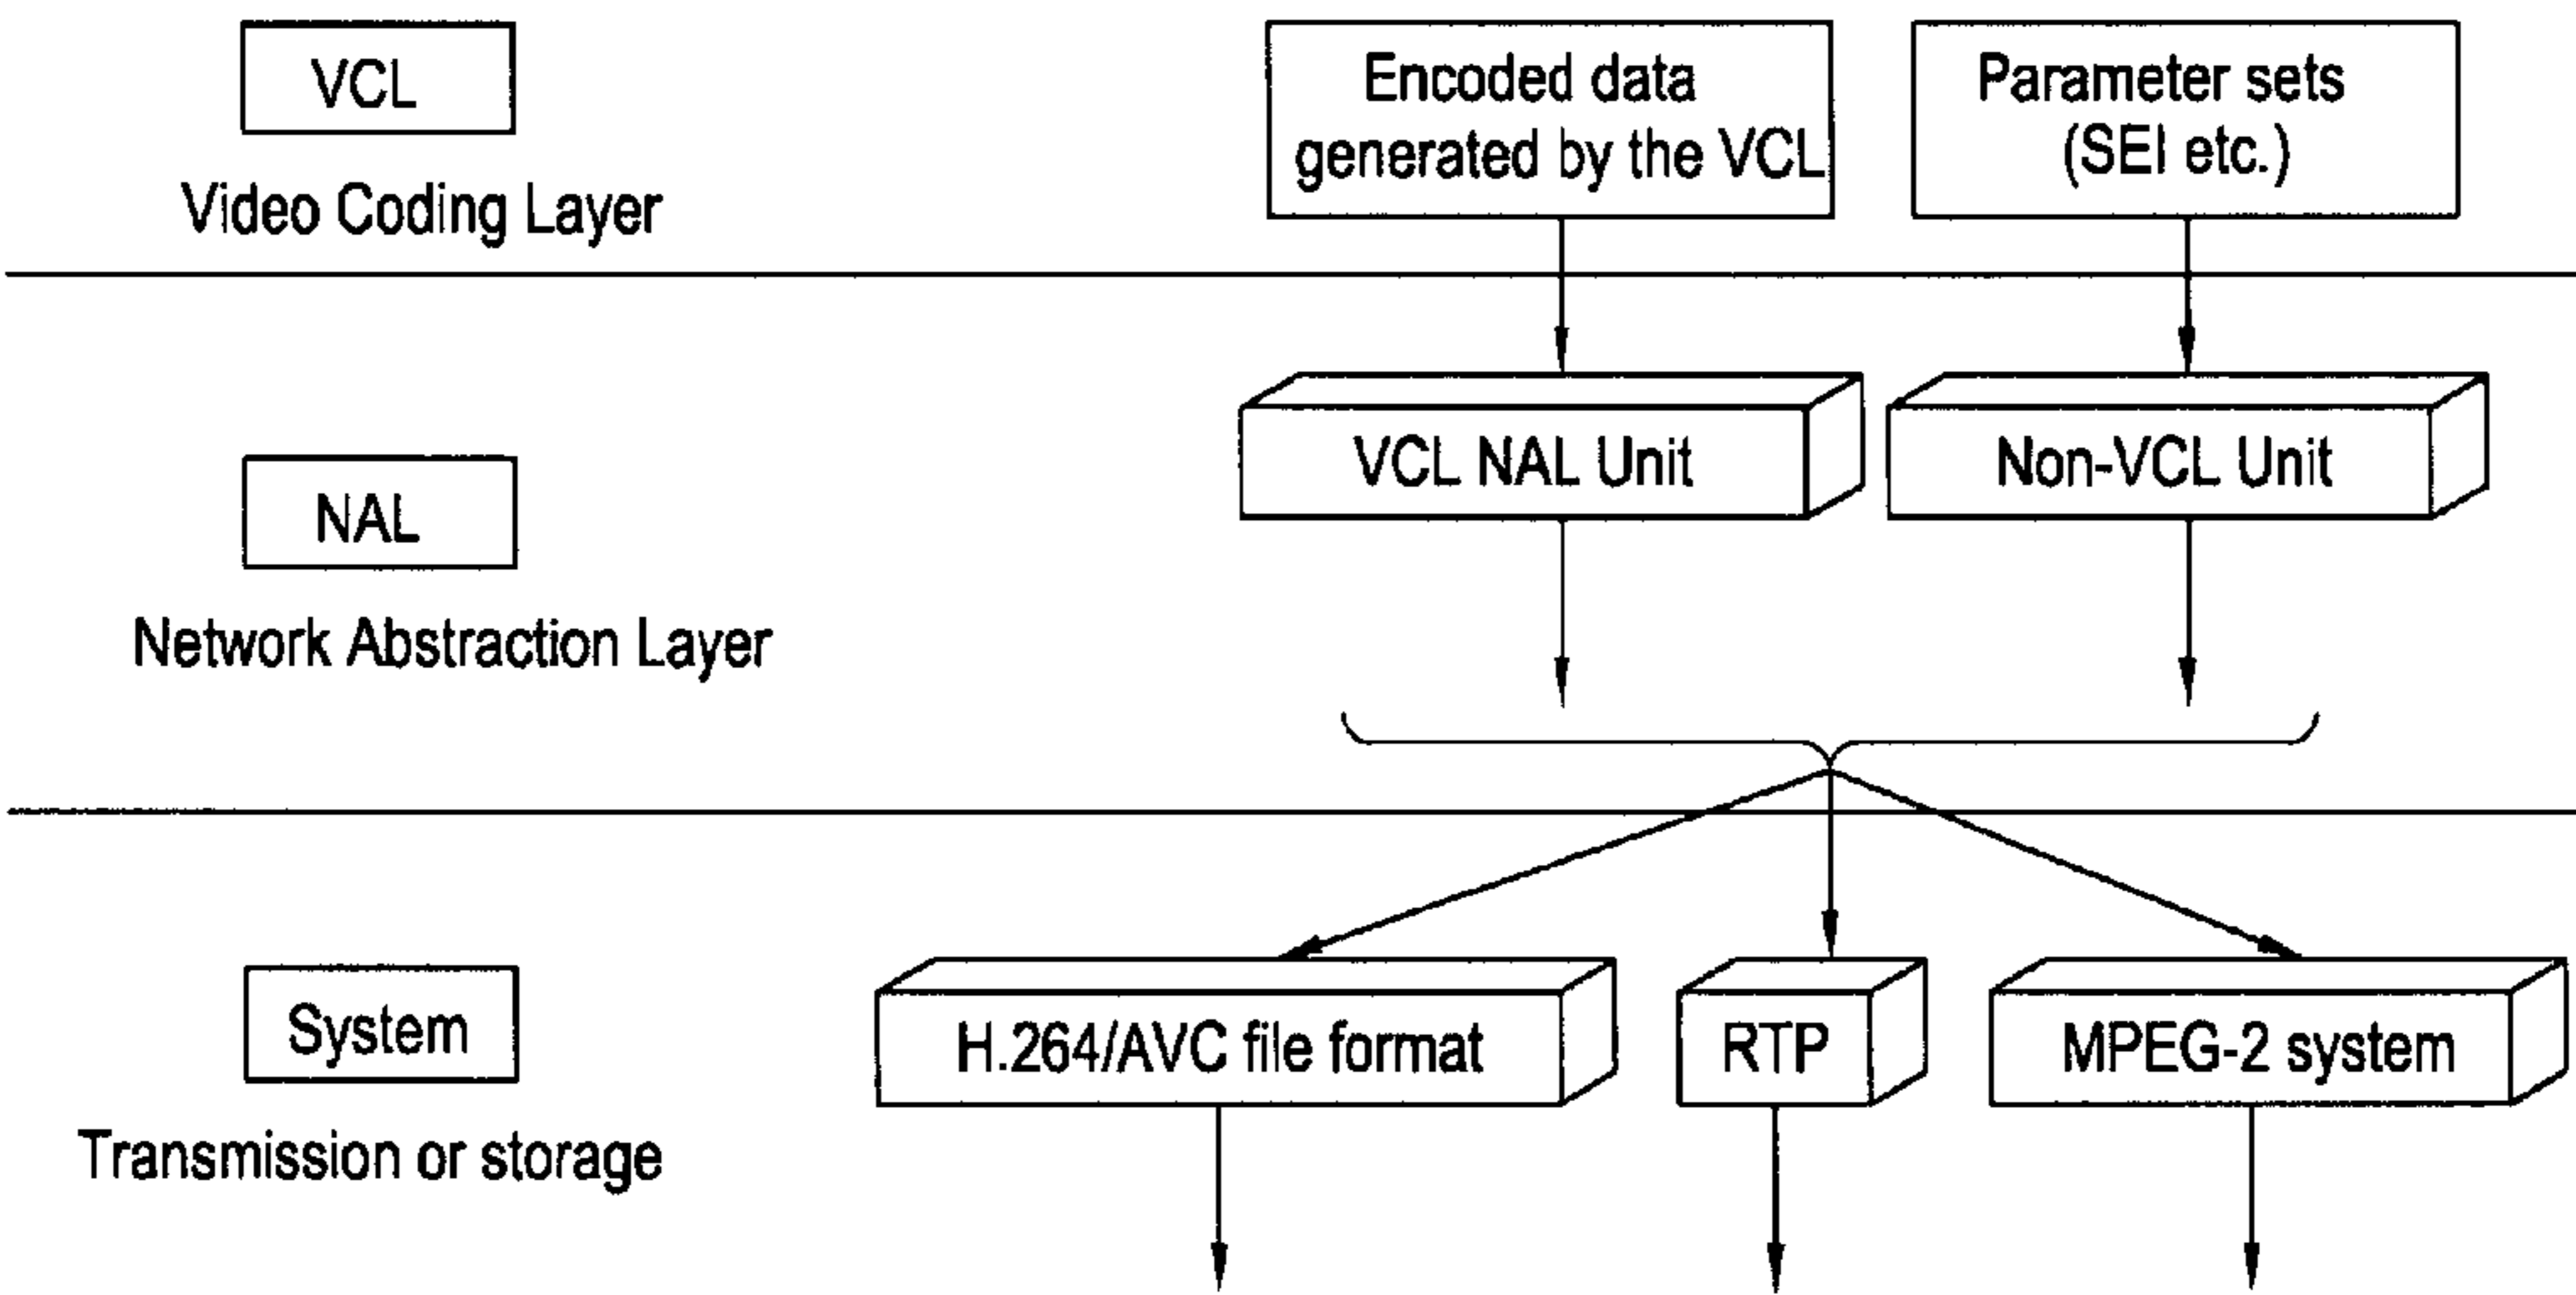 VCL
Video Coding Layer
Encoded data
generated by the VCL
Parameter sets
(SEI etc.)
NAL
Network Abstraction Layer
VCL NAL Unit
Non-VCL Unit
System
Transmission or storage
H.264/AVC file format
RTP
MPEG-2 system